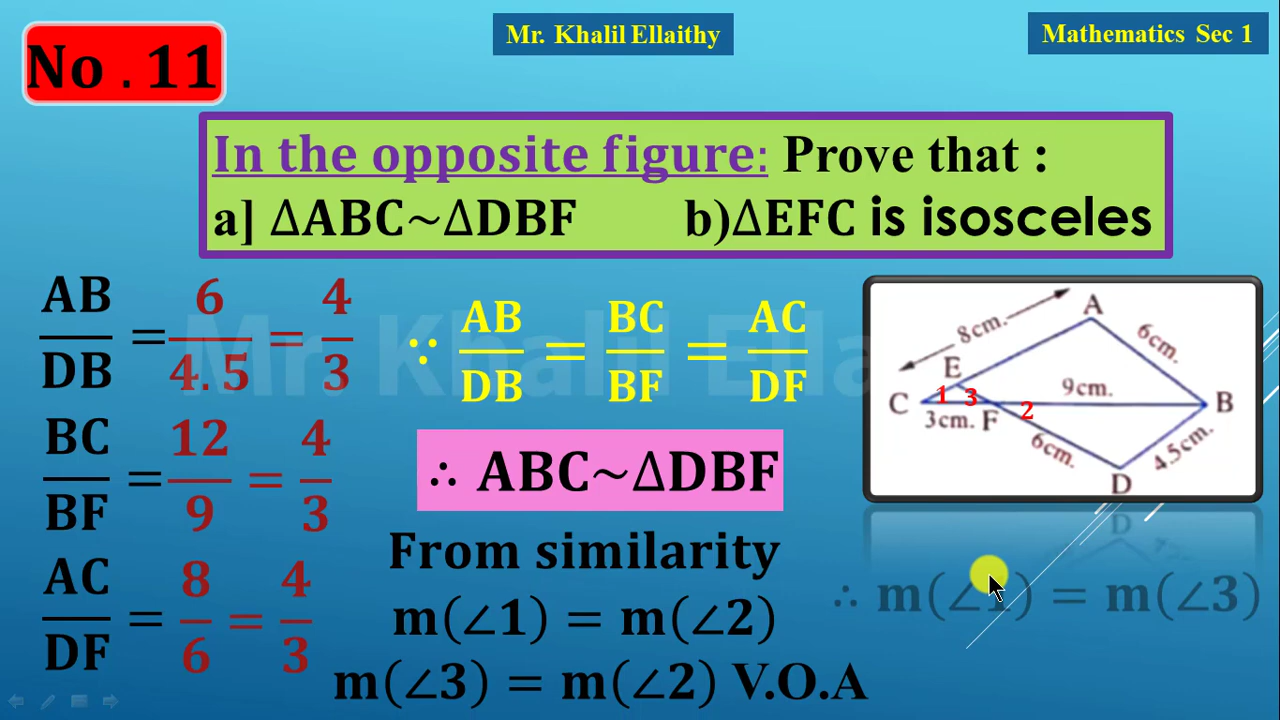 No . 11
Mr. Khalil Ellaithy
Mathematics Sec 1
In the opposite figure: Prove that :
a] ΔABC~ΔDBF b)ΔEFC is isosceles
AB/DB = 6/4.5 = 4/3
BC/BF = 12/9 = 4/3
AC/DF = 8/6 = 4/3
∵ AB/DB = BC/BF = AC/DF
∴ ABC~ΔDBF
From similarity
m(∠1) = m(∠2)
m(∠3) = m(∠2) V.O.A
A
8cm.
6cm.
E
9cm.
C 1 3 2 B
3cm. F
6cm.
4.5cm.
D
∴ m(∠1) = m(∠3)
Mr. Khalil Ella